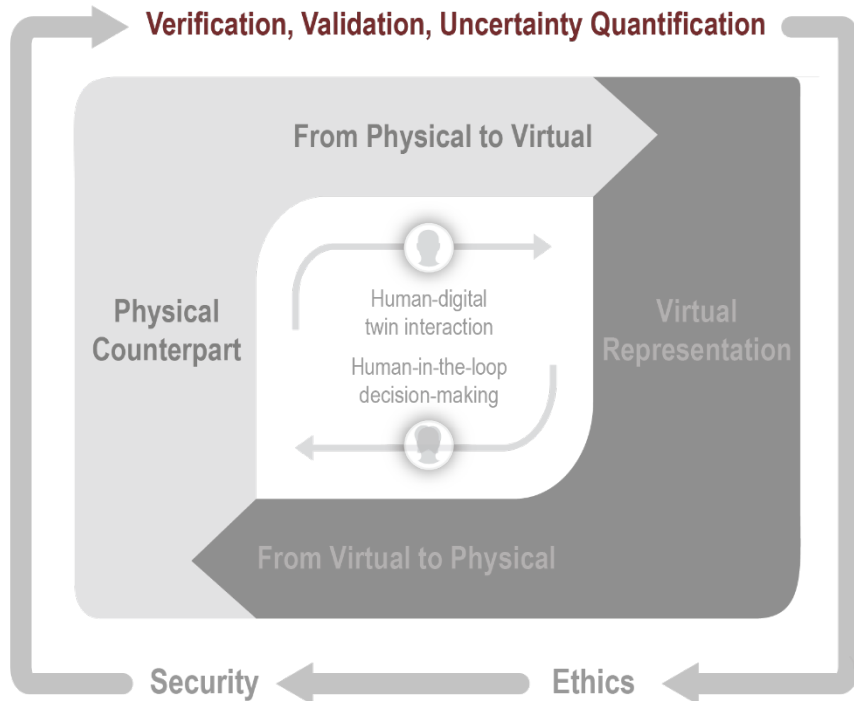 Verification, Validation, Uncertainty Quantification
From Physical to Virtual
Physical
Counterpart
Human-digital
twin interaction
Human-in-the-loop
decision-making
Virtual
Representation
From Virtual to Physical
Security
Ethics